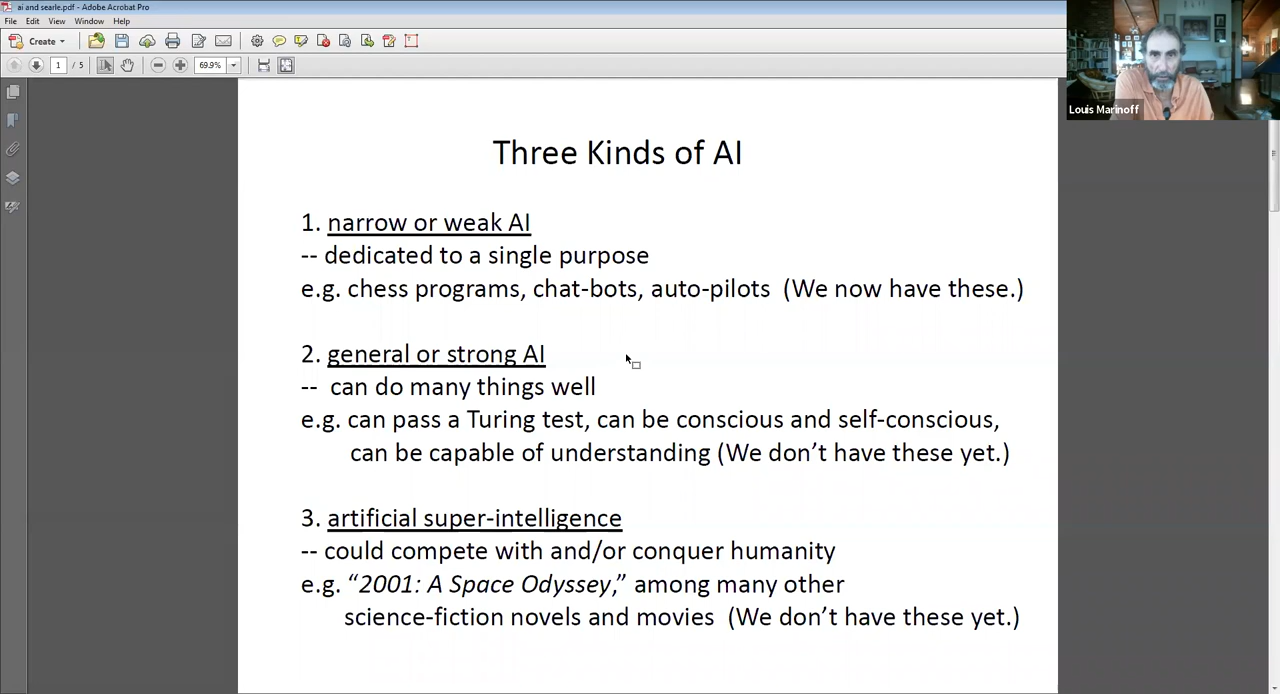 ai and searle.pdf - Adobe Acrobat Pro
File Edit View Window Help
Create
1 / 5 69.9%
Louis Marinoff
Three Kinds of AI
1. narrow or weak AI
-- dedicated to a single purpose
e.g. chess programs, chat-bots, auto-pilots (We now have these.)
2. general or strong AI
-- can do many things well
e.g. can pass a Turing test, can be conscious and self-conscious,
can be capable of understanding (We don’t have these yet.)
3. artificial super-intelligence
-- could compete with and/or conquer humanity
e.g. “2001: A Space Odyssey,” among many other
science-fiction novels and movies (We don’t have these yet.)